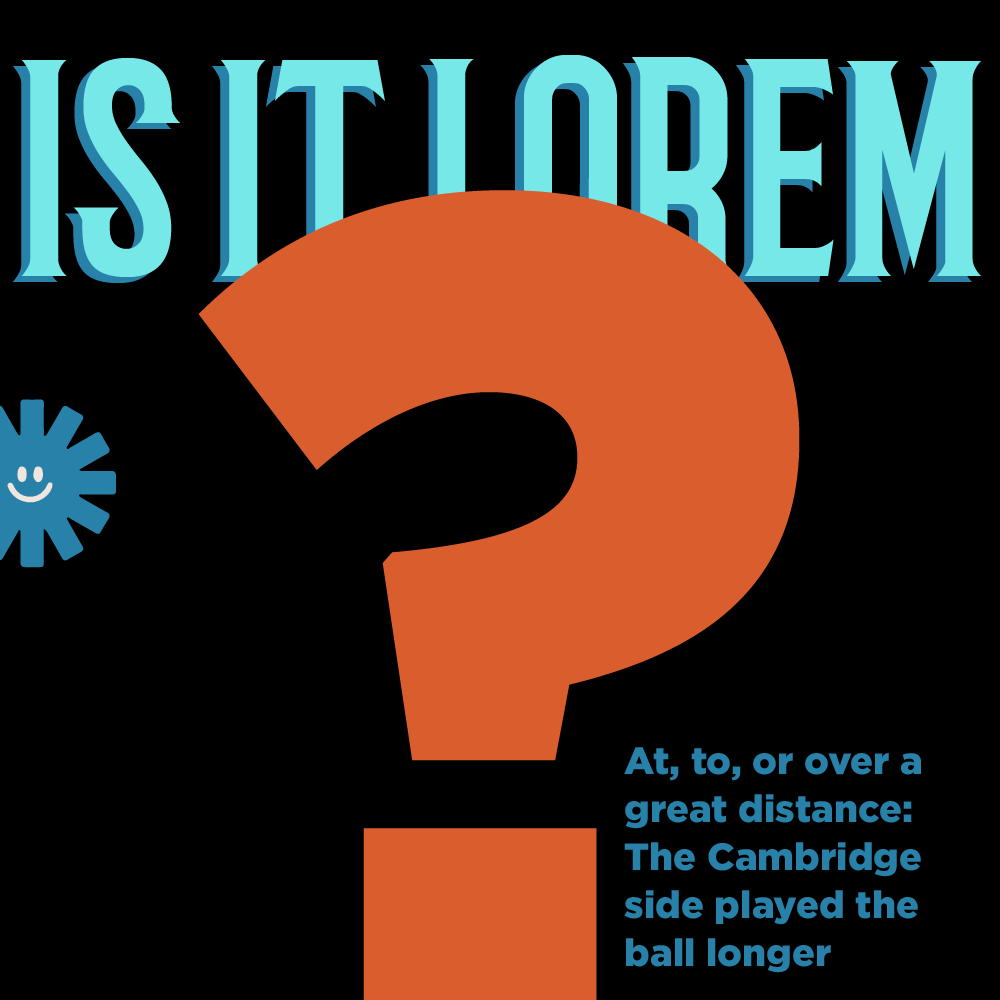 IS IT LOREM
?
At, to, or over a
great distance:
The Cambridge
side played the
ball longer